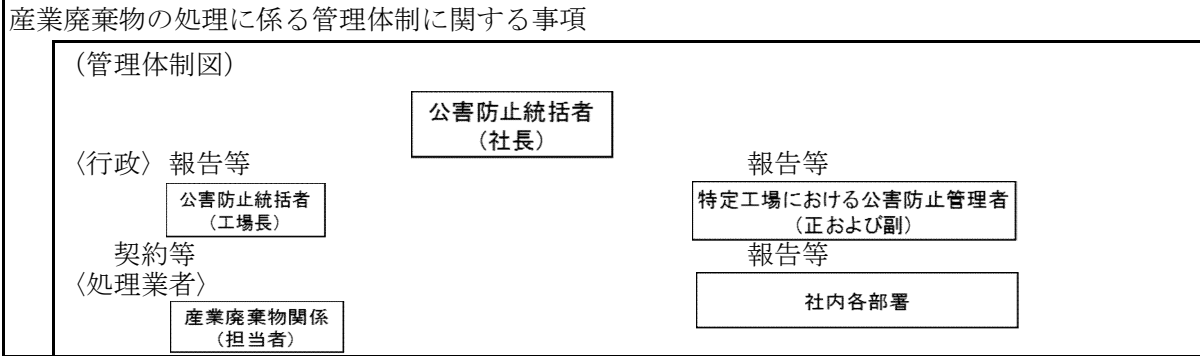 産業廃棄物の処理に係る管理体制に関する事項
（管理体制図）
公害防止統括者
（社長）
〈行政〉 報告等
報告等
公害防止統括者
（工場長）
特定工場における公害防止管理者
（正および副）
契約等
報告等
〈処理業者〉
社内各部署
産業廃棄物関係
（担当者）